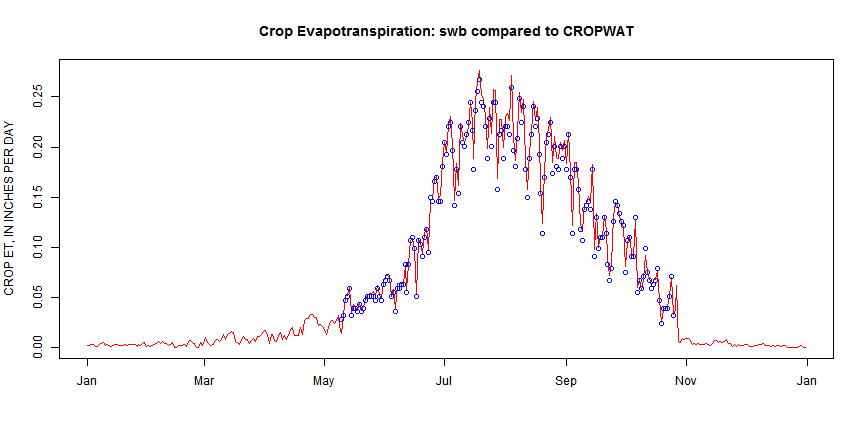 Crop Evapotranspiration: swb compared to CROPWAT
CROP ET, IN INCHES PER DAY
0.25
0.20
0.15
0.10
0.05
0.00
Jan Mar May Jul Sep Nov Jan